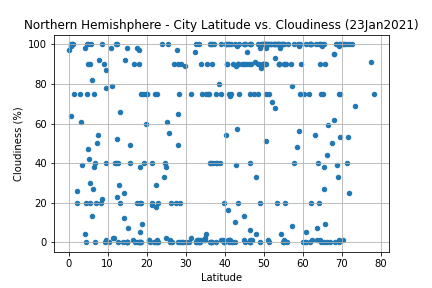 Northern Hemishphere - City Latitude vs. Cloudiness (23Jan2021)
100
80
60
40
20
0
Cloudiness (%)
0 10 20 30 40 50 60 70 80
Latitude